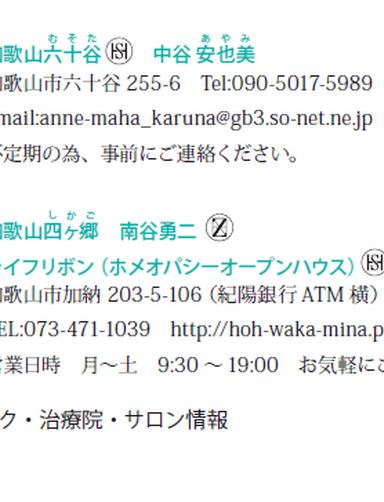 むそた あやみ
歌山六十谷 HS 中谷 安也美
歌山市六十谷 255-6 Tel:090-5017-5989
mail:anne-maha_karuna@gb3.so-net.ne.jp
定期の為、事前にご連絡ください。
しかご
歌山四ヶ郷 南谷勇二 Z
イフリボン（ホメオパシーオープンハウス） HS
歌山市加納 203-5-106（紀陽銀行 ATM 横）
EL:073-471-1039 http://hoh-waka-mina.p
業日時 月～土 9:30 ～ 19:00 お気軽にご
ク・治療院・サロン情報